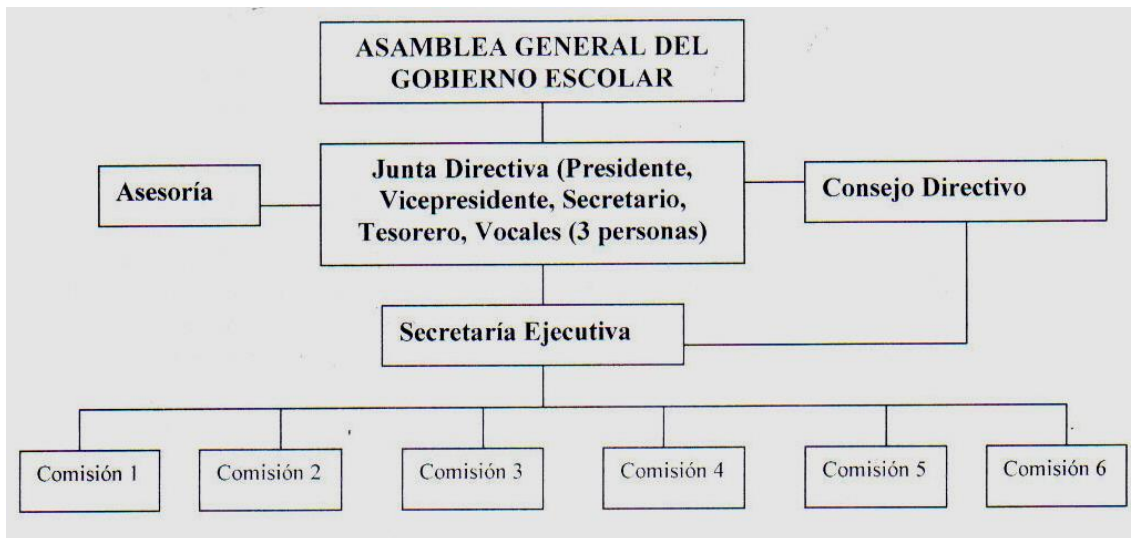 ASAMBLEA GENERAL DEL
GOBIERNO ESCOLAR
Asesoría
Junta Directiva (Presidente,
Vicepresidente, Secretario,
Tesorero, Vocales (3 personas)
Consejo Directivo
Secretaría Ejecutiva
Comisión 1
Comisión 2
Comisión 3
Comisión 4
Comisión 5
Comisión 6